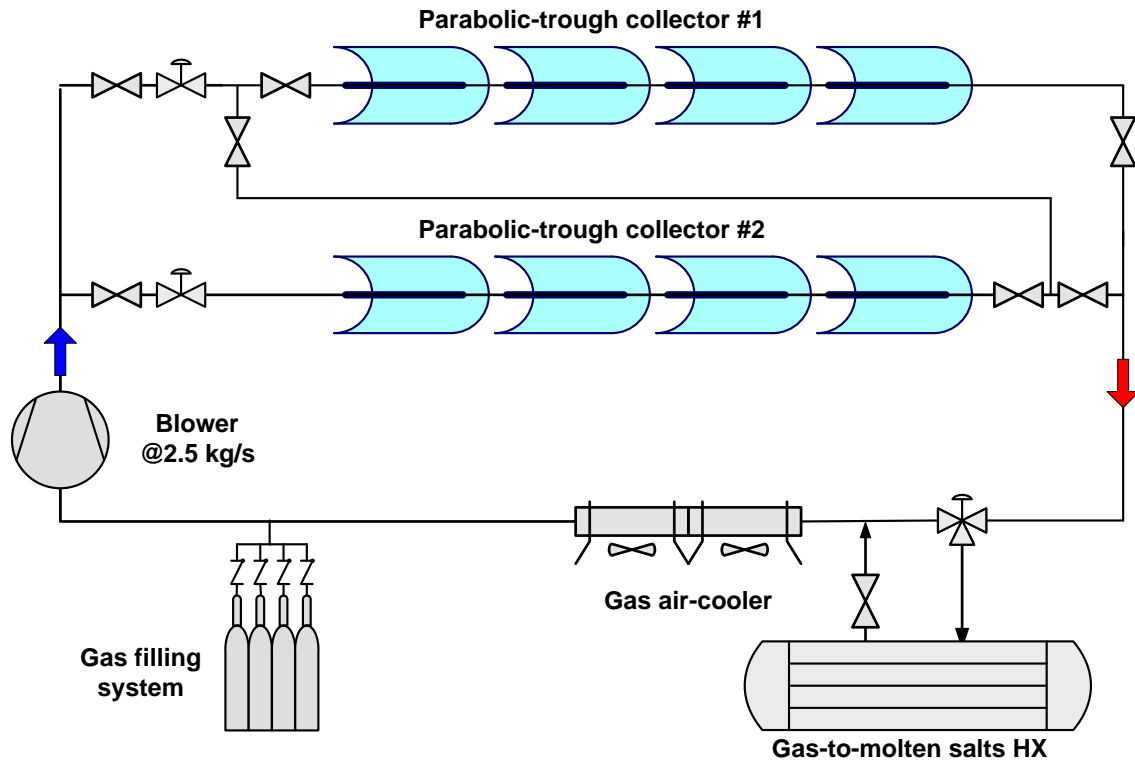 Parabolic-trough collector #1
Parabolic-trough collector #2
Blower
@2.5 kg/s
Gas air-cooler
Gas filling
system
Gas-to-molten salts HX